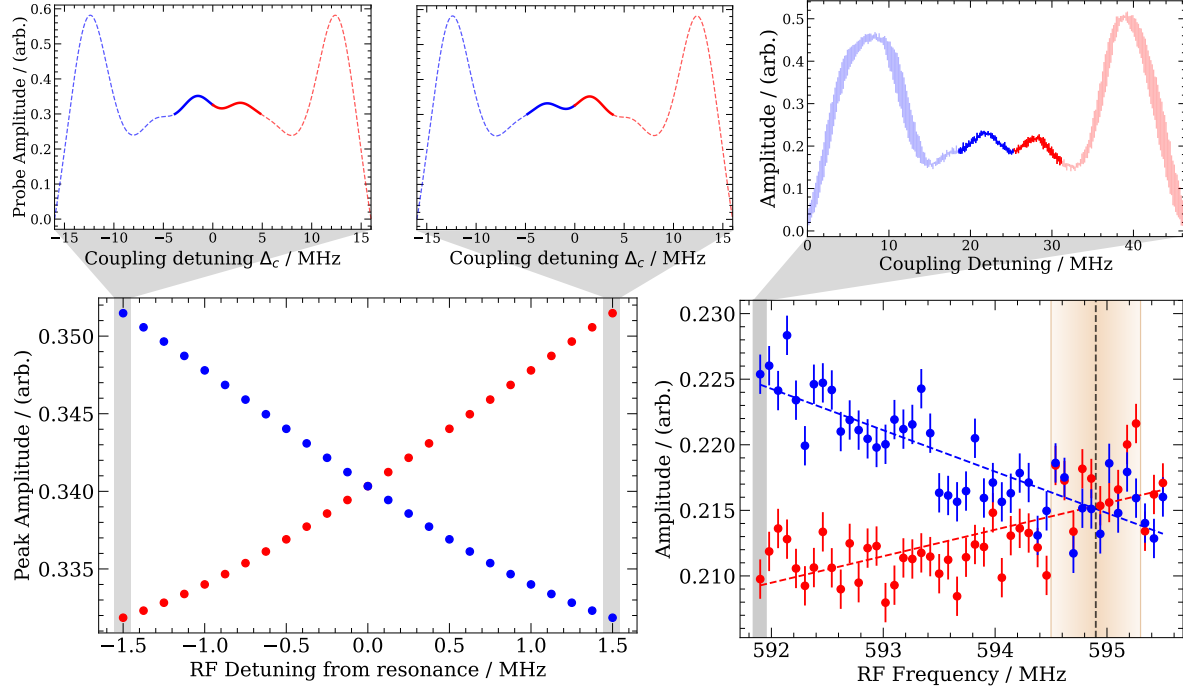 0.6
0.5
0.4
0.3
0.2
0.1
0.0
Probe Amplitude / (arb.)
−15 −10 −5 0 5 10 15
Coupling detuning Δc / MHz
−15 −10 −5 0 5 10 15
Coupling detuning Δc / MHz
0.5
0.4
0.3
0.2
0.1
0.0
Amplitude / (arb.)
0 10 20 30 40
Coupling Detuning / MHz
0.350
0.345
0.340
0.335
Peak Amplitude / (arb.)
−1.5 −1.0 −0.5 0.0 0.5 1.0 1.5
RF Detuning from resonance / MHz
0.230
0.225
0.220
0.215
0.210
Amplitude / (arb.)
592 593 594 595
RF Frequency / MHz